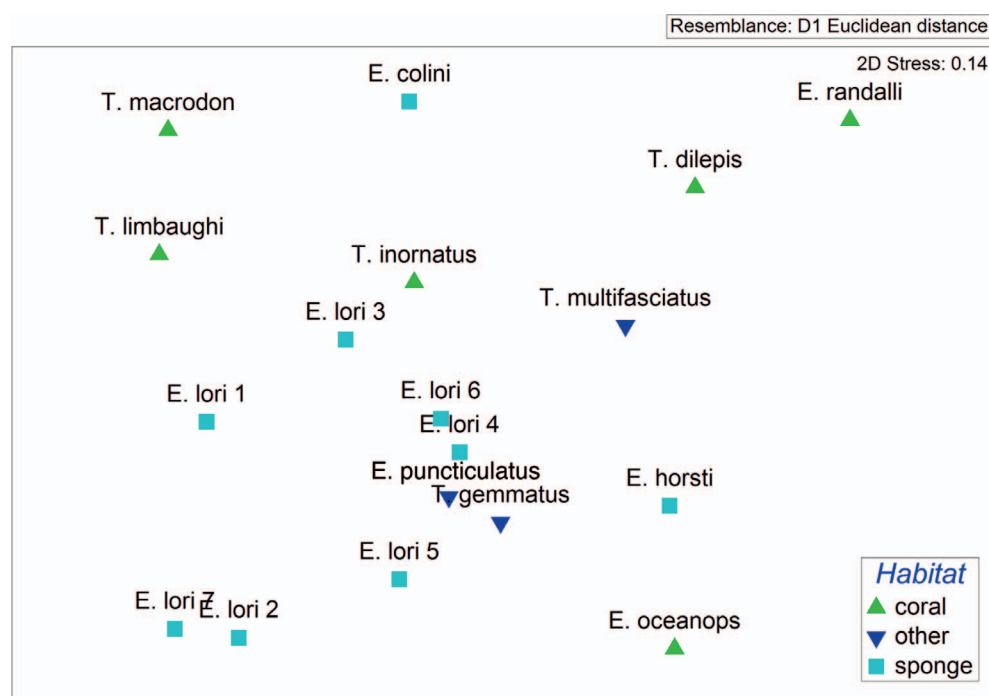 Resemblance: D1 Euclidean distance
2D Stress: 0.14
E. colini
E. randalli
T. macrodon
T. dilepis
T. limbaughi
T. inornatus
T. multifasciatus
E. lori 3
E. lori 1
E. lori 6
E. lori 4
E. puncticulatus
E. horsti
T. gemmatus
E. lori 5
E. lori 7
E. lori 2
E. oceanops
Habitat
coral
other
sponge